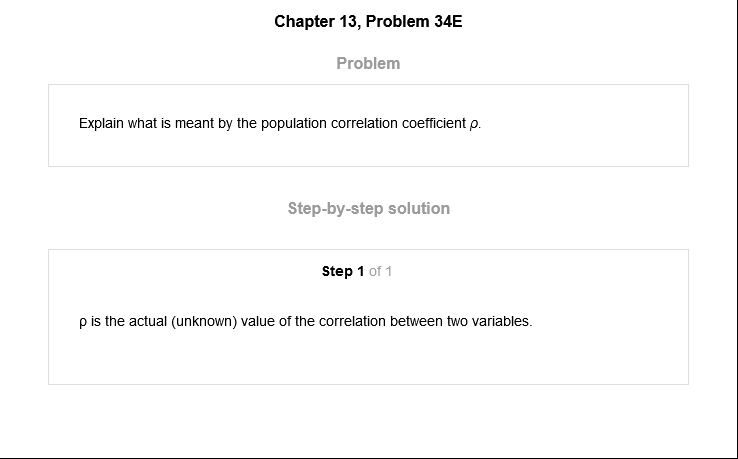 Chapter 13, Problem 34E
Problem
Explain what is meant by the population correlation coefficient ρ.
Step-by-step solution
Step 1 of 1
ρ is the actual (unknown) value of the correlation between two variables.